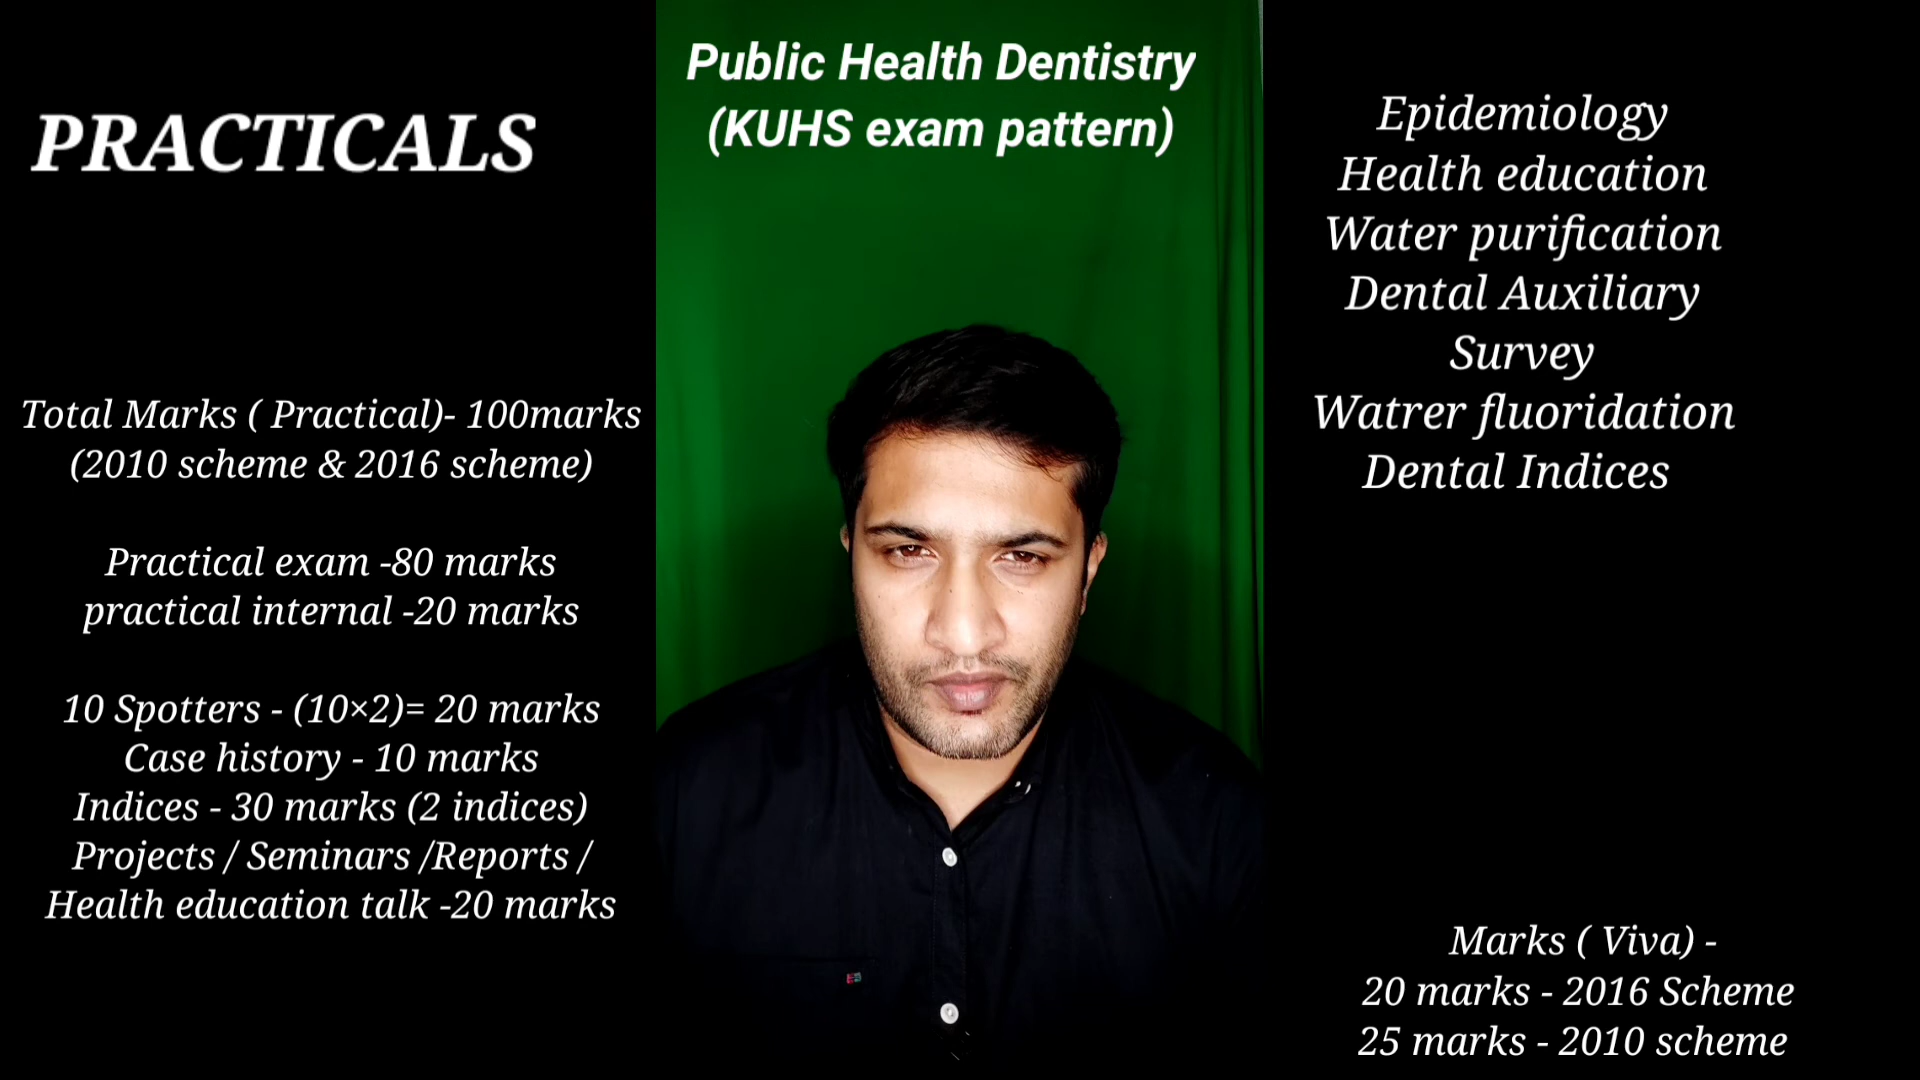 Public Health Dentistry
(KUHS exam pattern)
PRACTICALS
Total Marks ( Practical)- 100marks
(2010 scheme & 2016 scheme)
Practical exam -80 marks
practical internal -20 marks
10 Spotters - (10×2)= 20 marks
Case history - 10 marks
Indices - 30 marks (2 indices)
Projects / Seminars /Reports /
Health education talk -20 marks
Epidemiology
Health education
Water purification
Dental Auxiliary
Survey
Watrer fluoridation
Dental Indices
Marks ( Viva) -
20 marks - 2016 Scheme
25 marks - 2010 scheme